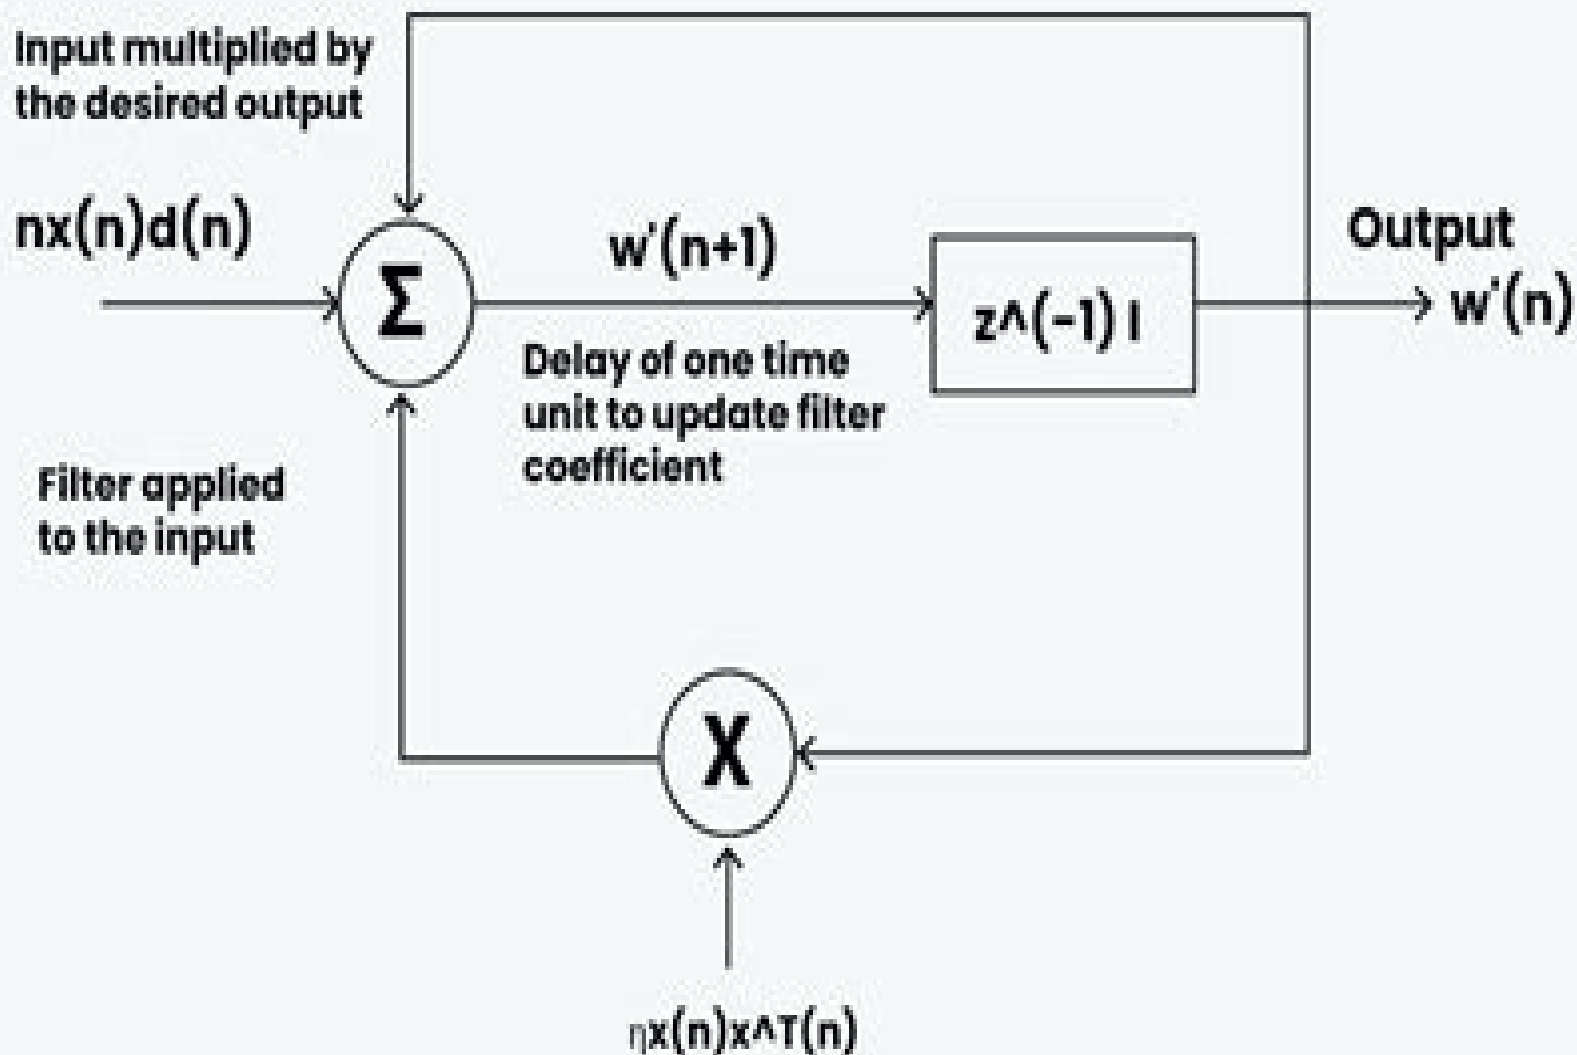 Input multiplied by
the desired output
nx(n)d(n)
Σ
w'(n+1)
z^(-1) I
Output
w'(n)
Delay of one time
unit to update filter
coefficient
Filter applied
to the input
X
ηx(n)x^T(n)